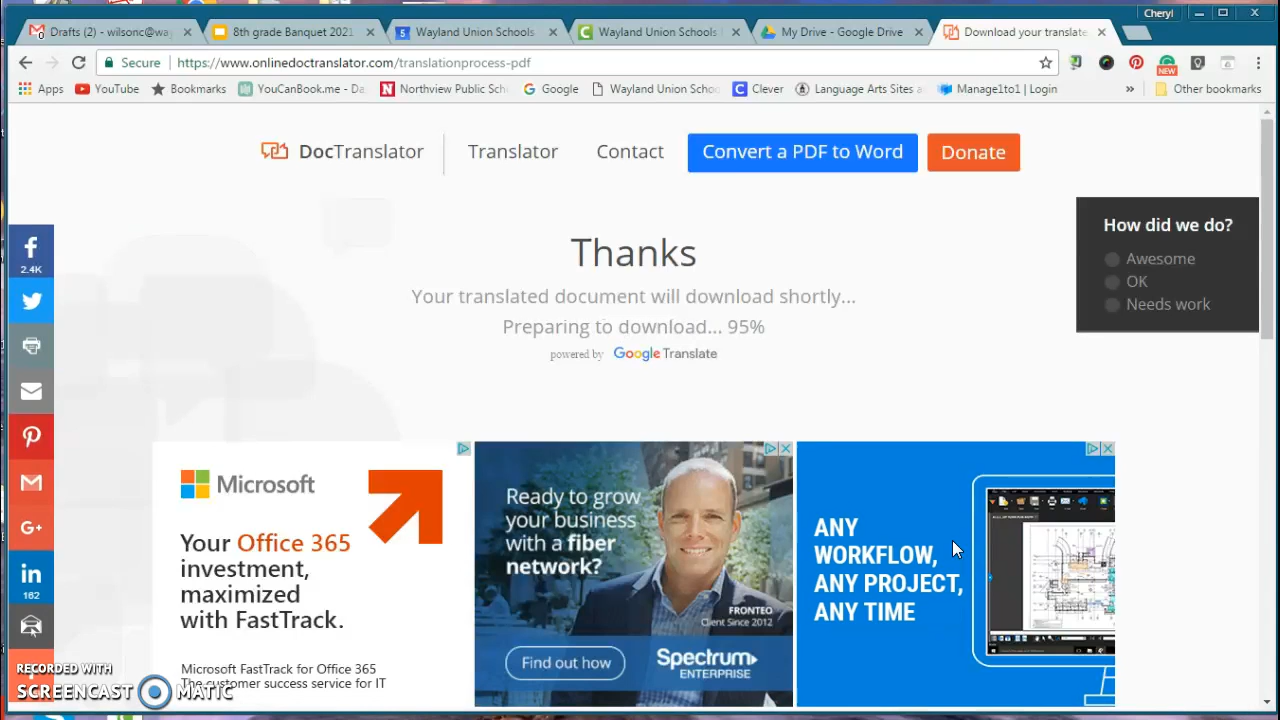 Cheryl
Drafts (2) - wilsonc@wa
8th grade Banquet 2021
Wayland Union Schools
Wayland Union Schools
My Drive - Google Drive
Download your translate
Secure
https://www.onlinedoctranslator.com/translationprocess-pdf
NEW
Apps
YouTube
Bookmarks
YouCanBook.me - Da
Northview Public Sch
Google
Wayland Union Schoo
Clever
Language Arts Sites a
Manage1to1 | Login
»
Other bookmarks
DocTranslator
Translator
Contact
Convert a PDF to Word
Donate
How did we do?
Awesome
OK
Needs work
Thanks
Your translated document will download shortly...
Preparing to download... 95%
powered by Google Translate
2.4K
G+
in
162
Microsoft
Your Office 365
investment,
maximized
with FastTrack.
Microsoft FastTrack for Office 365
The customer success service for IT
Ready to grow
your business
with a fiber
network?
FRONTEO
Client Since 2012
Find out how
Spectrum
ENTERPRISE
ANY
WORKFLOW,
ANY PROJECT,
ANY TIME
RECORDED WITH
SCREENCAST MATIC